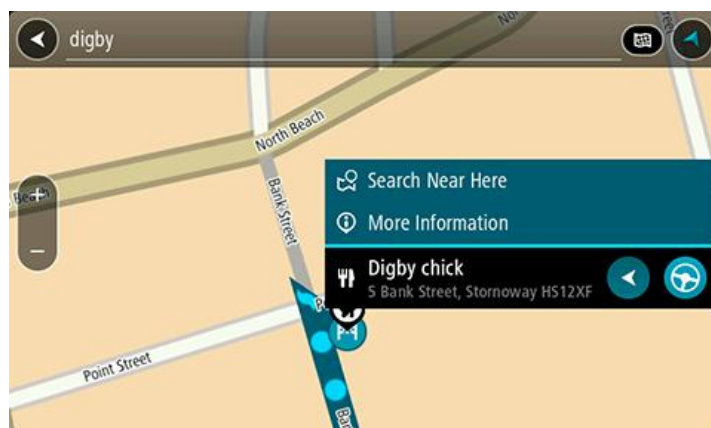 digby
North Beach
Bank Street
Search Near Here
More Information
Digby chick
5 Bank Street, Stornoway HS12XF
Point Street